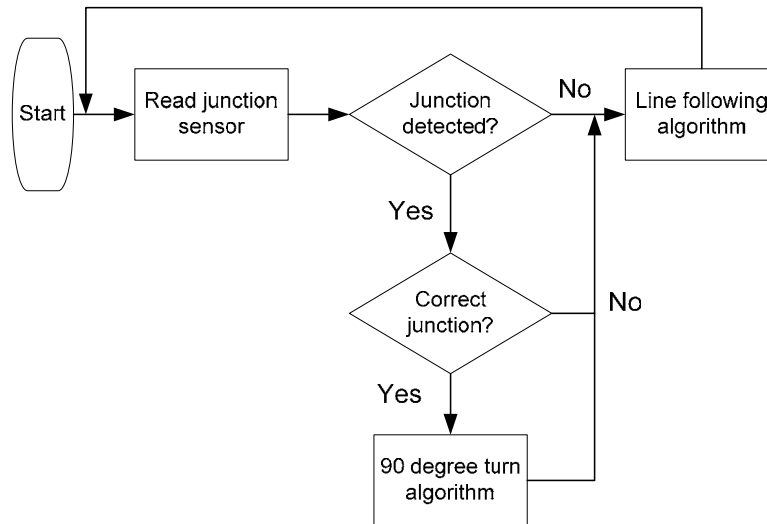 Start
Read junction
sensor
Junction
detected?
No
Line following
algorithm
Yes
Correct
junction?
No
Yes
90 degree turn
algorithm